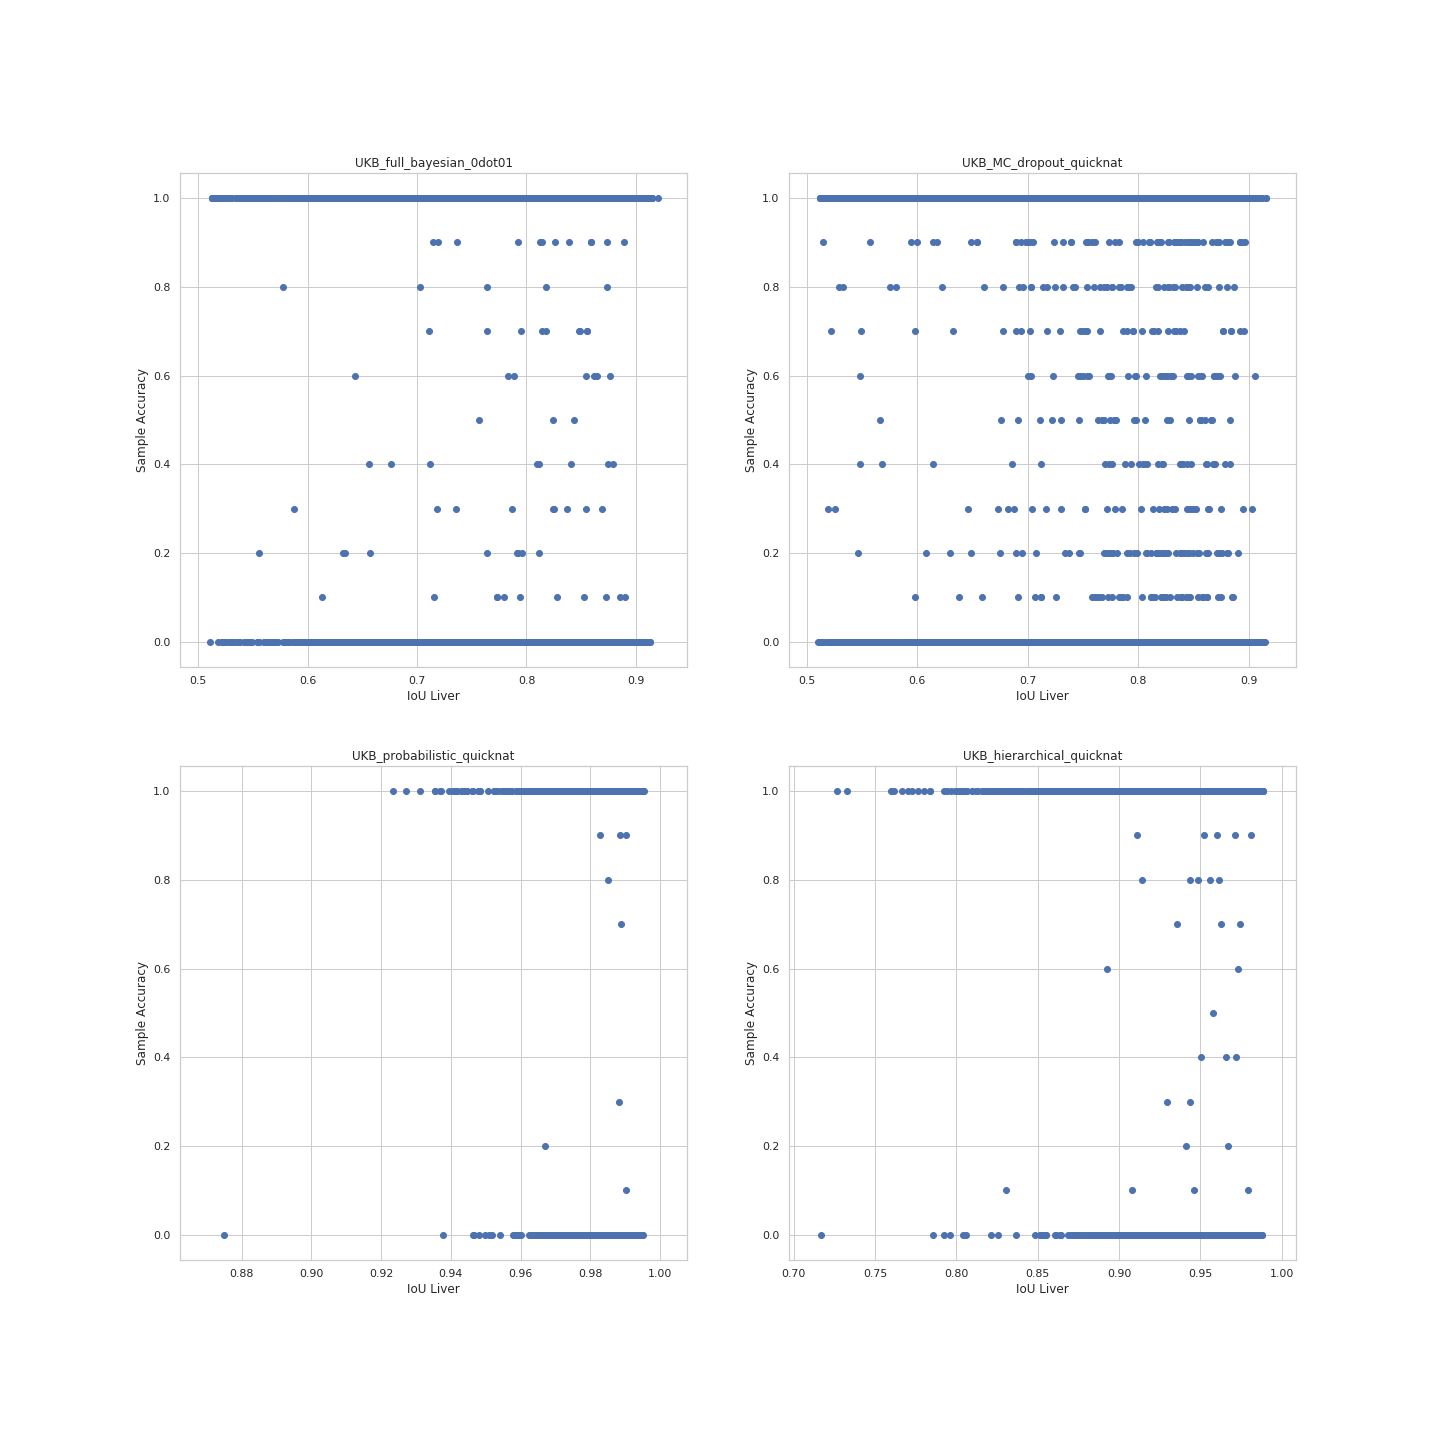 UKB_full_bayesian_0dot01
1.0
0.8
0.6
0.4
0.2
0.0
Sample Accuracy
0.5 0.6 0.7 0.8 0.9
IoU Liver
UKB_MC_dropout_quicknat
1.0
0.8
0.6
0.4
0.2
0.0
Sample Accuracy
0.5 0.6 0.7 0.8 0.9
IoU Liver
UKB_probabilistic_quicknat
1.0
0.8
0.6
0.4
0.2
0.0
Sample Accuracy
0.88 0.90 0.92 0.94 0.96 0.98 1.00
IoU Liver
UKB_hierarchical_quicknat
1.0
0.8
0.6
0.4
0.2
0.0
Sample Accuracy
0.70 0.75 0.80 0.85 0.90 0.95 1.00
IoU Liver